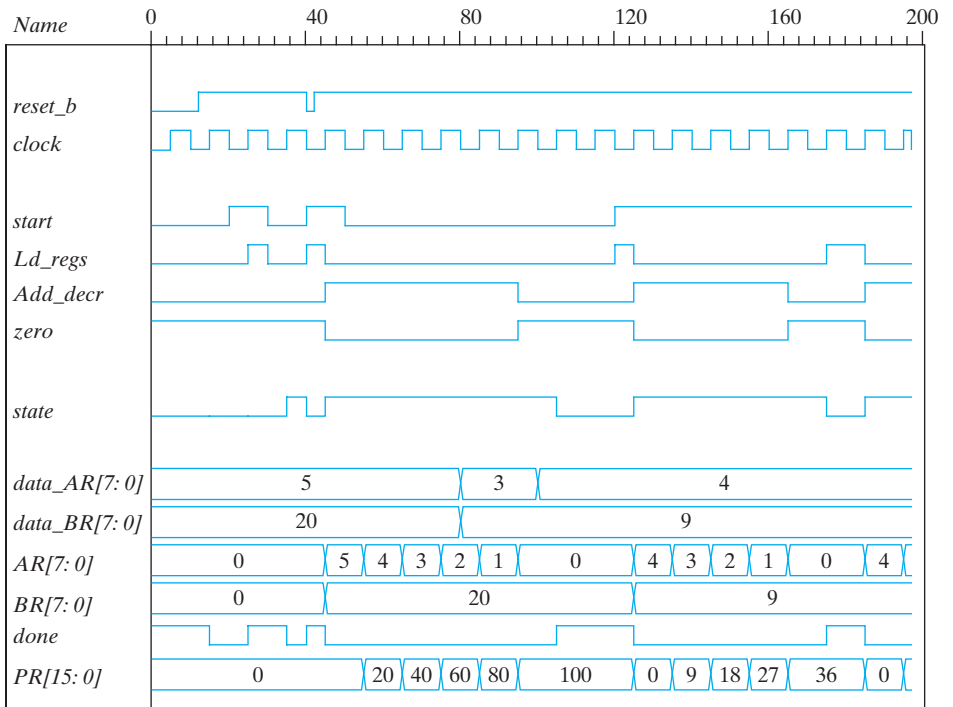 Name 0 40 80 120 160 200
reset_b
clock
start
Ld_regs
Add_decr
zero
state
data_AR[7: 0] 5 3 4
data_BR[7: 0] 20 9
AR[7: 0] 0 5 4 3 2 1 0 4 3 2 1 0 4
BR[7: 0] 0 20 9
done
PR[15: 0] 0 20 40 60 80 100 0 9 18 27 36 0